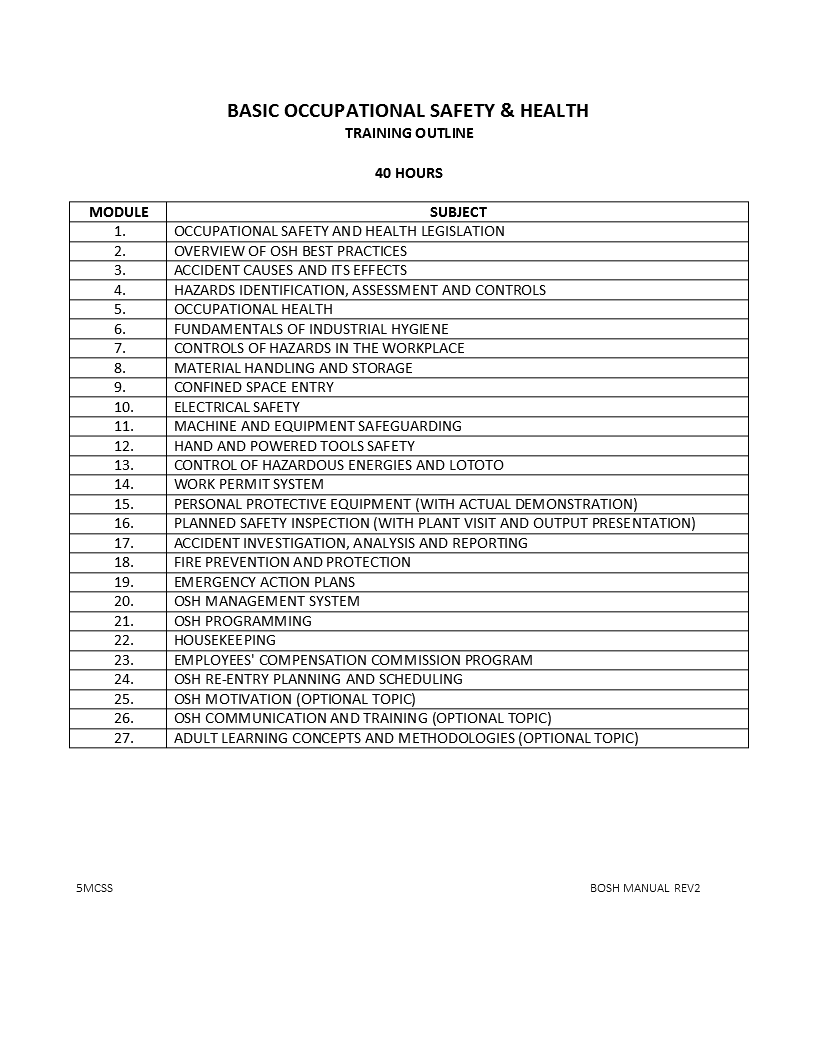 BASIC OCCUPATIONAL SAFETY & HEALTH
TRAINING OUTLINE
40 HOURS
MODULE SUBJECT
1. OCCUPATIONAL SAFETY AND HEALTH LEGISLATION
2. OVERVIEW OF OSH BEST PRACTICES
3. ACCIDENT CAUSES AND ITS EFFECTS
4. HAZARDS IDENTIFICATION, ASSESSMENT AND CONTROLS
5. OCCUPATIONAL HEALTH
6. FUNDAMENTALS OF INDUSTRIAL HYGIENE
7. CONTROLS OF HAZARDS IN THE WORKPLACE
8. MATERIAL HANDLING AND STORAGE
9. CONFINED SPACE ENTRY
10. ELECTRICAL SAFETY
11. MACHINE AND EQUIPMENT SAFEGUARDING
12. HAND AND POWERED TOOLS SAFETY
13. CONTROL OF HAZARDOUS ENERGIES AND LOTOTO
14. WORK PERMIT SYSTEM
15. PERSONAL PROTECTIVE EQUIPMENT (WITH ACTUAL DEMONSTRATION)
16. PLANNED SAFETY INSPECTION (WITH PLANT VISIT AND OUTPUT PRESENTATION)
17. ACCIDENT INVESTIGATION, ANALYSIS AND REPORTING
18. FIRE PREVENTION AND PROTECTION
19. EMERGENCY ACTION PLANS
20. OSH MANAGEMENT SYSTEM
21. OSH PROGRAMMING
22. HOUSEKEEPING
23. EMPLOYEES' COMPENSATION COMMISSION PROGRAM
24. OSH RE-ENTRY PLANNING AND SCHEDULING
25. OSH MOTIVATION (OPTIONAL TOPIC)
26. OSH COMMUNICATION AND TRAINING (OPTIONAL TOPIC)
27. ADULT LEARNING CONCEPTS AND METHODOLOGIES (OPTIONAL TOPIC)
5MCSS BOSH MANUAL REV2